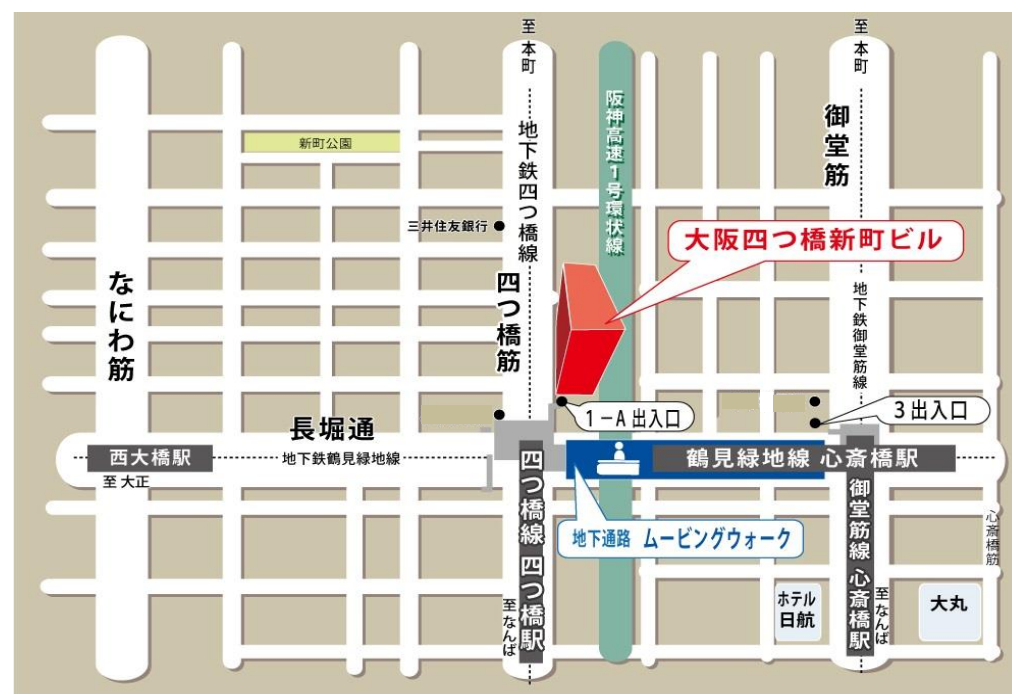 至本町
至本町
新町公園
地下鉄四つ橋線
阪神高速1号環状線
御堂筋
三井住友銀行
大阪四つ橋新町ビル
なにわ筋
四つ橋筋
地下鉄御堂筋線
1－A出入口
3出入口
長堀通
西大橋駅
地下鉄鶴見緑地線
鶴見緑地線 心斎橋駅
至 大正
四つ橋線 四つ橋駅
御堂筋線 心斎橋駅
地下通路 ムービングウォーク
心斎橋筋
ホテル
日航
大丸
至なんば
至なんば